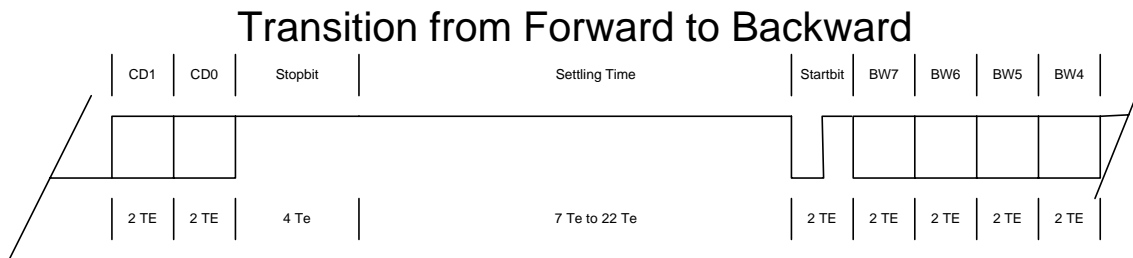 Transition from Forward to Backward
CD1 CD0 Stopbit Settling Time Startbit BW7 BW6 BW5 BW4
2 TE 2 TE 4 Te 7 Te to 22 Te 2 TE 2 TE 2 TE 2 TE 2 TE